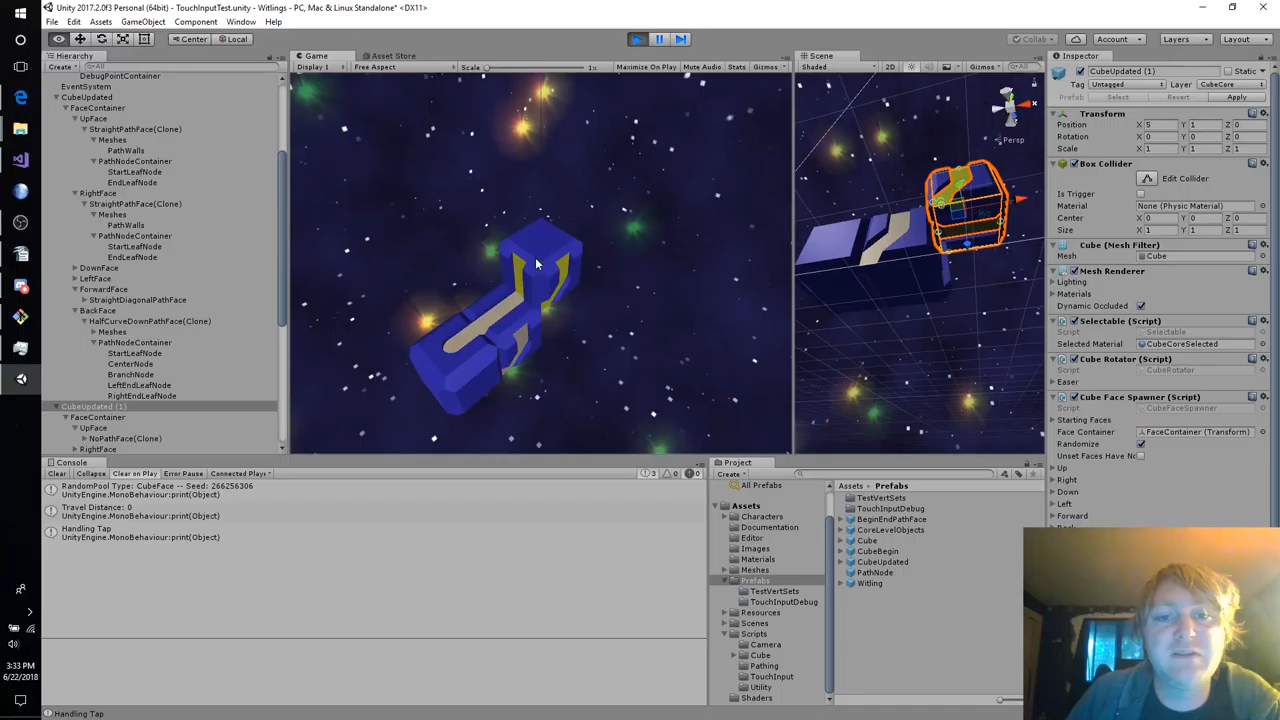 Unity 2017.2.0f3 Personal (64bit) - TouchInputTest.unity - Witlings - PC, Mac & Linux Standalone* <DX11>
File Edit Assets GameObject Component Window Help
Center Local Collab Account Layers Layout
Hierarchy Game Asset Store Scene Inspector
Create All Display 1 Free Aspect Scale 1x Maximize On Play Mute Audio Stats Gizmos Shaded 2D Gizmos All
CubeUpdated (1) Static
Tag Untagged Layer CubeCore
Prefab Select Revert Apply
Transform
Position X 5 Y 1 Z 0
Rotation X 0 Y 0 Z 0
Scale X 1 Y 1 Z 1
Box Collider
Edit Collider
Is Trigger
Material None (Physic Material)
Center X 0 Y 0 Z 0
Size X 1 Y 1 Z 1
Cube (Mesh Filter)
Mesh Cube
Mesh Renderer
Lighting
Materials
Dynamic Occluded
Selectable (Script)
Script Selectable
Selected Material CubeCoreSelected
Cube Rotator (Script)
Script CubeRotator
Easer
Cube Face Spawner (Script)
Script CubeFaceSpawner
Starting Faces
Face Container FaceContainer (Transform)
Randomize
Unset Faces Have No
Up
Right
Down
Left
Forward
Persp
DebugPointContainer
EventSystem
CubeUpdated
FaceContainer
UpFace
StraightPathFace(Clone)
Meshes
PathWalls
PathNodeContainer
StartLeafNode
EndLeafNode
RightFace
StraightPathFace(Clone)
Meshes
PathWalls
PathNodeContainer
StartLeafNode
EndLeafNode
DownFace
LeftFace
ForwardFace
StraightDiagonalPathFace
BackFace
HalfCurveDownPathFace(Clone)
Meshes
PathNodeContainer
StartLeafNode
CenterNode
BranchNode
LeftEndLeafNode
RightEndLeafNode
CubeUpdated (1)
FaceContainer
UpFace
NoPathFace(Clone)
RightFace
Console
Clear Collapse Clear on Play Error Pause Connected Player 3 0 0
RandomPool Type: CubeFace -- Seed: 266256306
UnityEngine.MonoBehaviour:print(Object)
Travel Distance: 0
UnityEngine.MonoBehaviour:print(Object)
Handling Tap
UnityEngine.MonoBehaviour:print(Object)
Handling Tap
Project
Create
All Prefabs
Assets
Characters
Documentation
Editor
Images
Materials
Meshes
Prefabs
TestVertSets
TouchInputDebug
Resources
Scenes
Scripts
Camera
Cube
Pathing
TouchInput
Utility
Shaders
Assets Prefabs
TestVertSets
TouchInputDebug
BeginEndPathFace
CoreLevelObjects
Cube
CubeBegin
CubeUpdated
PathNode
Witling
3:33 PM
6/22/2018